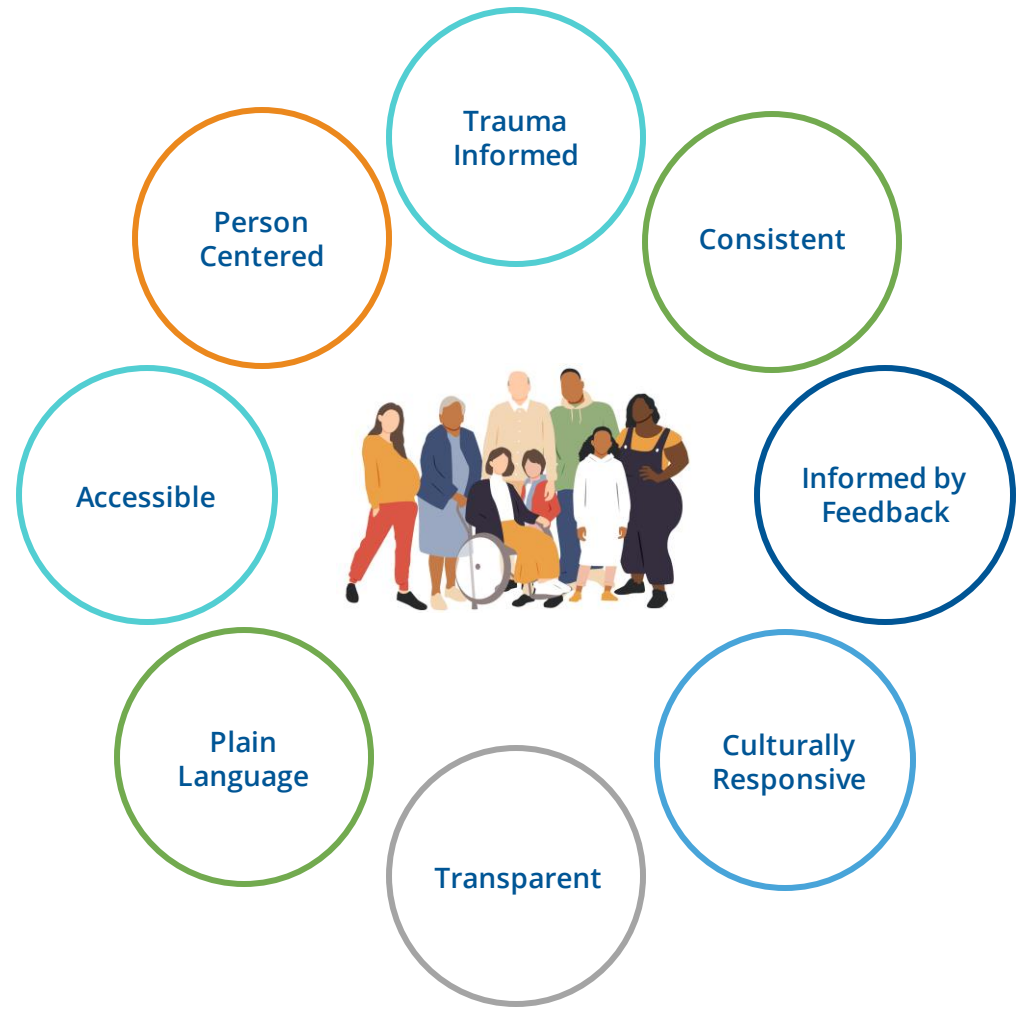 Trauma
Informed
Person
Centered
Consistent
Accessible
Informed by
Feedback
Plain
Language
Culturally
Responsive
Transparent